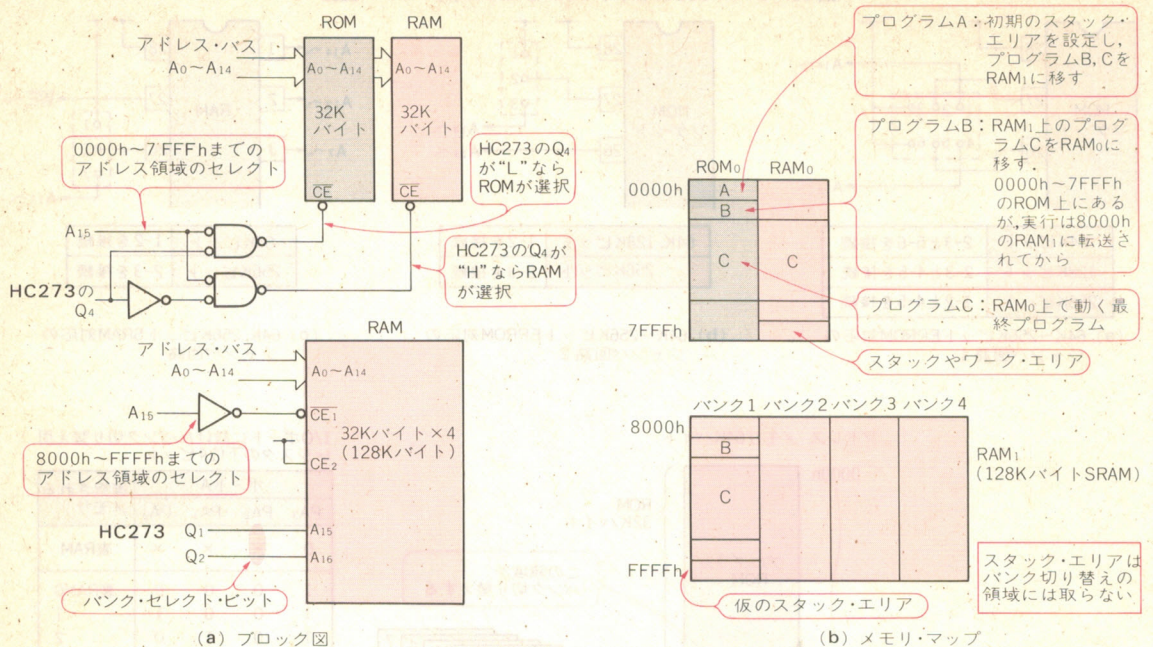 ROM
RAM
アドレス・バス
A₀～A₁₄
A₀～A₁₄
A₀～A₁₄
32K
バイト
32K
バイト
0000h～7FFFhまでの
アドレス領域のセレクト
HC273のQ₄
が"L"なら
ROMが選択
CE
CE
A₁₅
HC273のQ₄が
"H"ならRAM
が選択
HC273の
Q₄
RAM
アドレス・バス
A₀～A₁₄
A₀～A₁₄
A₁₅
CE₁
32Kバイト×4
(128Kバイト)
CE₂
8000h～FFFFhまでの
アドレス領域のセレクト
HC273
Q₁
A₁₅
Q₂
A₁₆
バンク・セレクト・ビット
(a) ブロック図
プログラムA：初期のスタック・
エリアを設定し,
プログラムB,Cを
RAM₁に移す
プログラムB：RAM₁上のプログ
ラムCをRAM₀に
移す.
0000h～7FFFh
のROM上にある
が,実行は8000h
のRAM₁に転送さ
れてから
プログラムC：RAM₀上で動く最
終プログラム
ROM₀
RAM₀
0000h
A
B
C
C
7FFFh
スタックやワーク・エリア
バンク1 バンク2 バンク3 バンク4
8000h
B
C
RAM₁
(128KバイトSRAM)
FFFFh
仮のスタック・エリア
スタック・エリアは
バンク切り替えの
領域には取らない
(b) メモリ・マップ